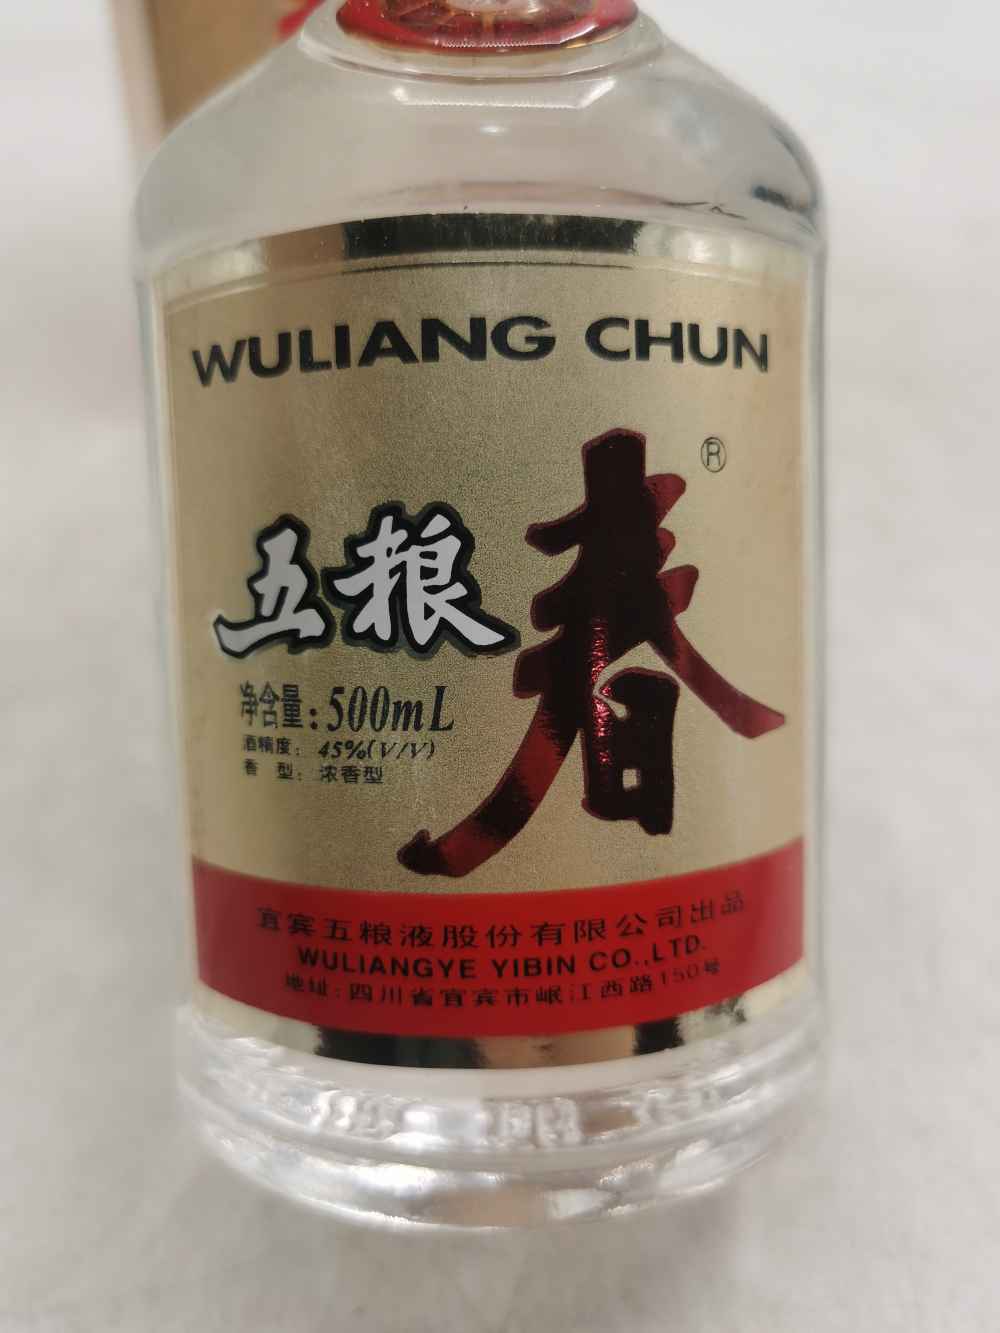 WULIANG CHUN
五粮春®
净含量：500mL
酒精度：45%(V/V)
香 型：浓香型
宜宾五粮液股份有限公司出品
WULIANGYE YIBIN CO.,LTD.
地址：四川省宜宾市岷江西路150号